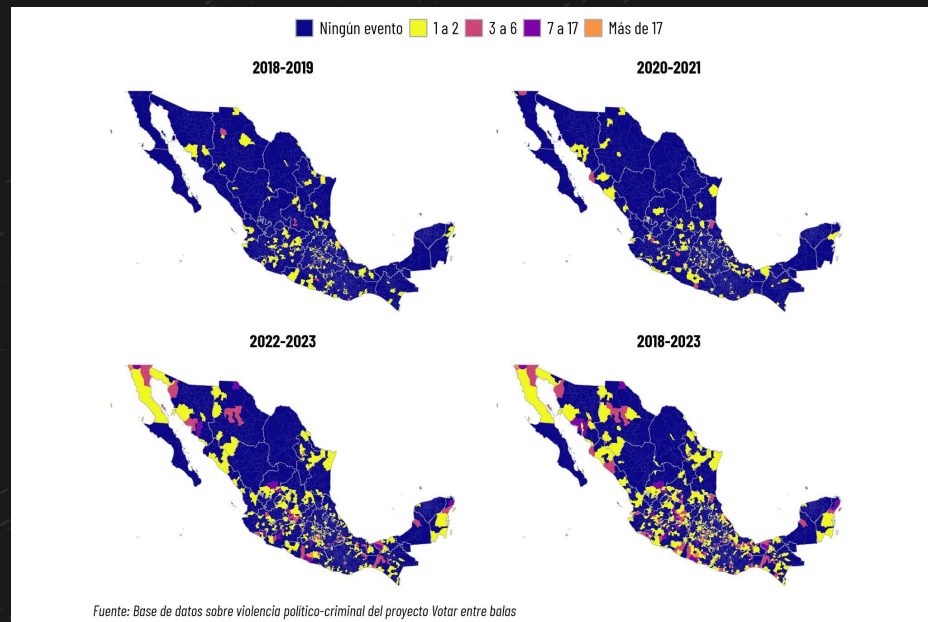 Ningún evento 1 a 2 3 a 6 7 a 17 Más de 17
2018-2019
2020-2021
2022-2023
2018-2023
Fuente: Base de datos sobre violencia político-criminal del proyecto Votar entre balas